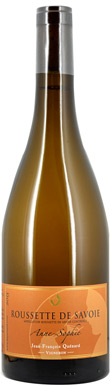 ROUSSETTE DE SAVOIE
Anne-Sophie
Jean-François Quénard
Vigneron